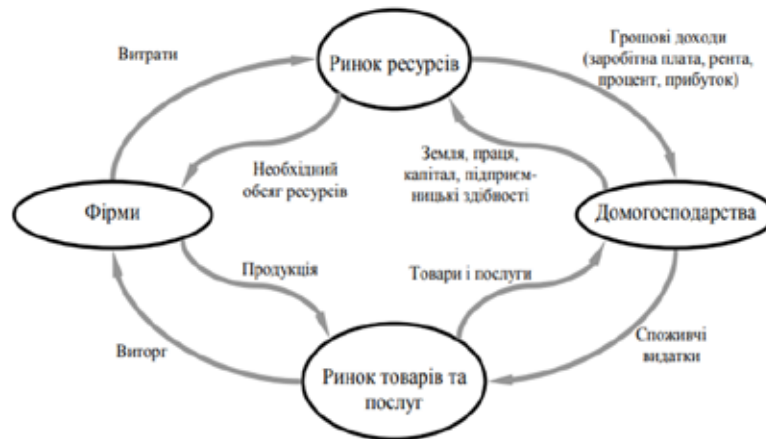 Витрати
Ринок ресурсів
Грошові доходи
(заробітна плата, рента,
процент, прибуток)
Необхідний
обсяг ресурсів
Земля, праця,
капітал, підприєм-
ницькі здібності
Фірми
Домогосподарства
Продукція
Товари і послуги
Виторг
Ринок товарів та
послуг
Споживчі
видатки